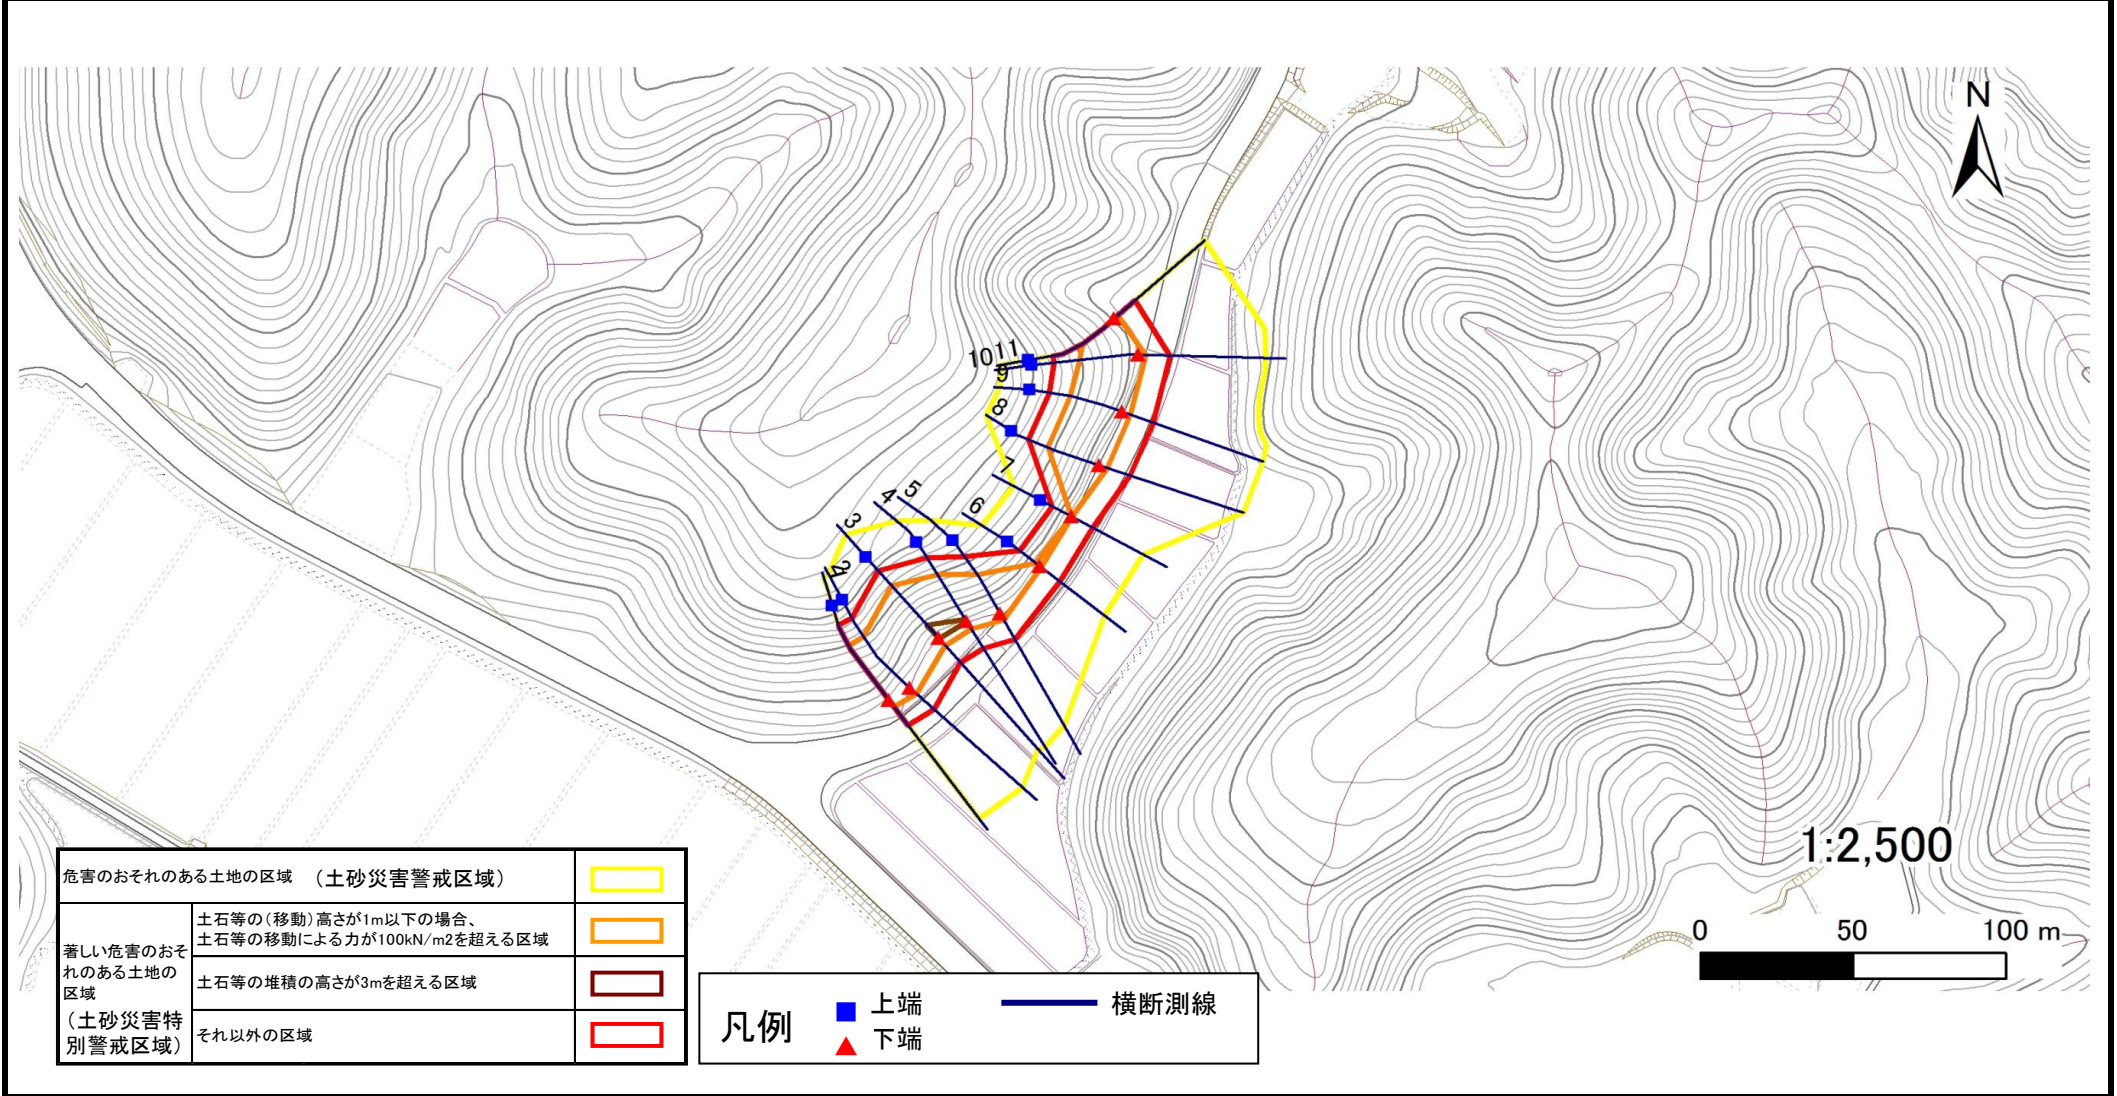 N
1011
9
8
7
6
5
4
3
2
1
1:2,500
0 50 100 m
危害のおそれのある土地の区域 （土砂災害警戒区域）
著しい危害のおそ
れのある土地の
区域
（土砂災害特
別警戒区域）
土石等の（移動）高さが1m以下の場合、
土石等の移動による力が100kN/m2を超える区域
土石等の堆積の高さが3mを超える区域
それ以外の区域
凡例
上端
下端
横断測線